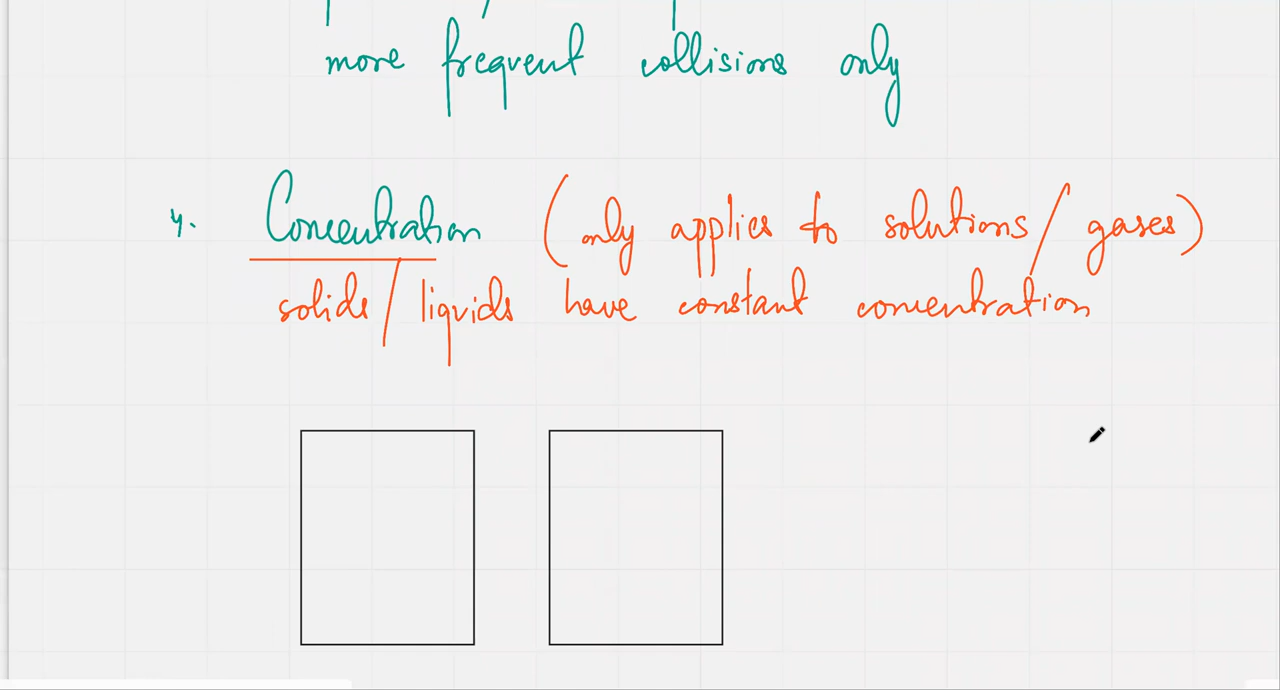 more frequent collisions only
4. Concentration (only applies to solutions/gases)
solids/liquids have constant concentration